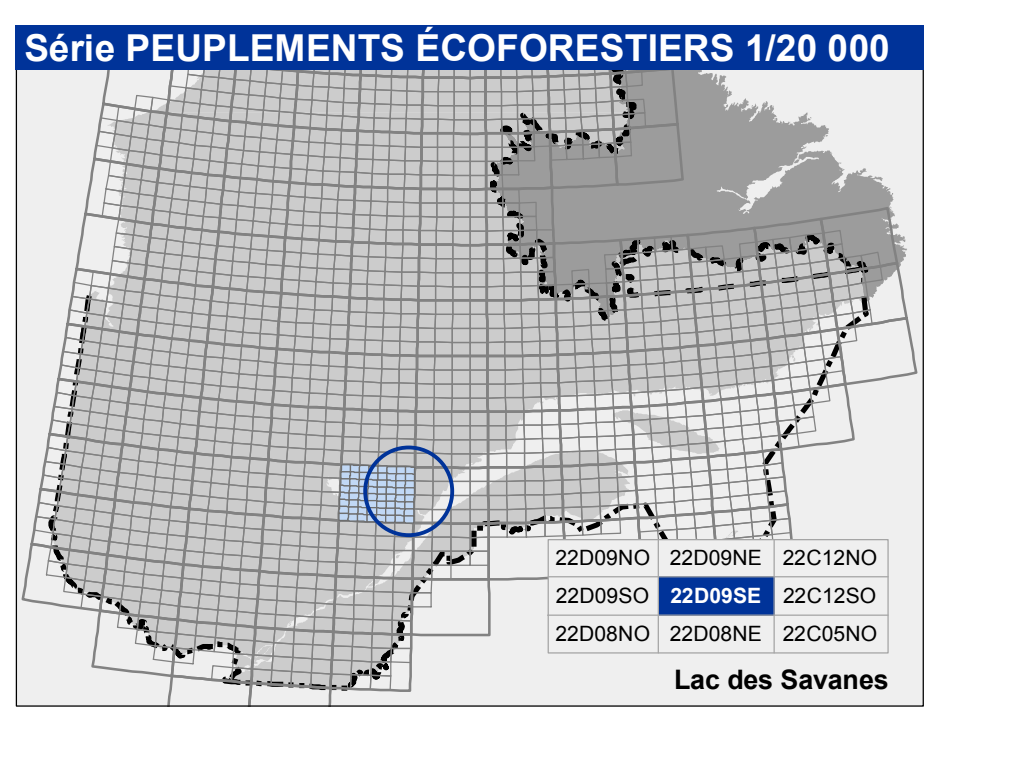 Série PEUPLEMENTS ÉCOFORESTIERS 1/20 000
22D09NO 22D09NE 22C12NO
22D09SO 22D09SE 22C12SO
22D08NO 22D08NE 22C05NO
Lac des Savanes